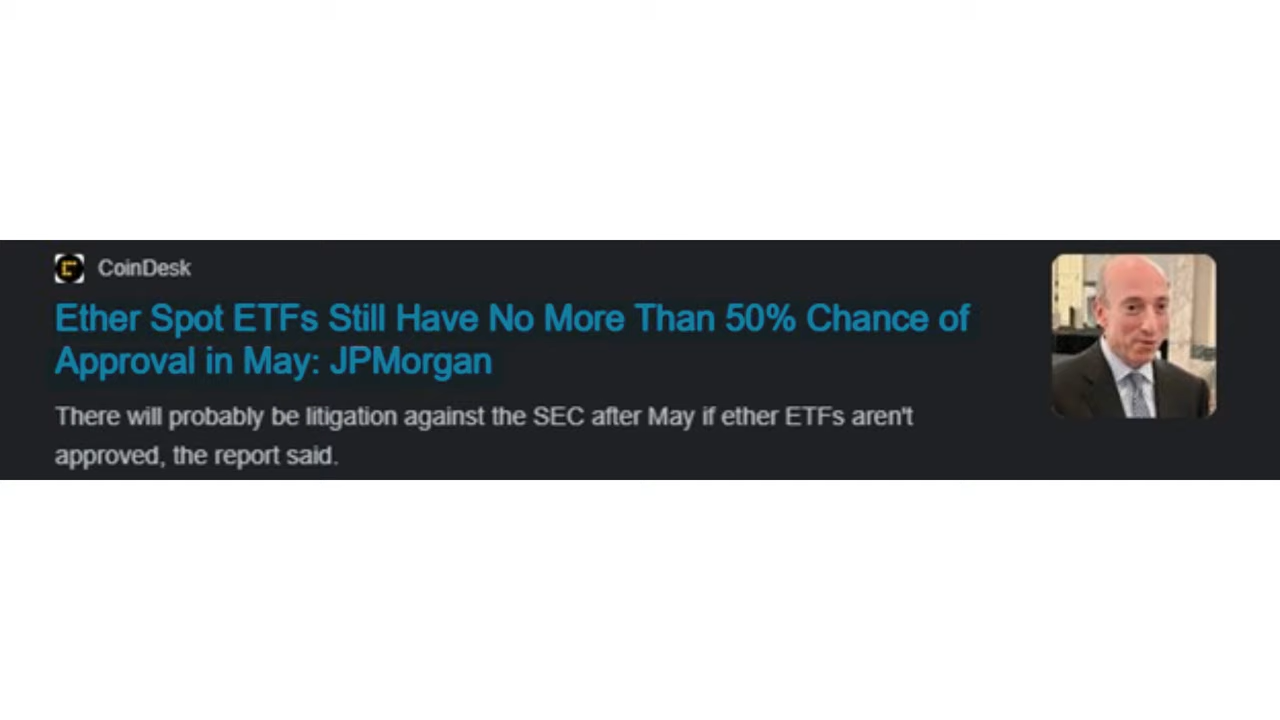 CoinDesk
Ether Spot ETFs Still Have No More Than 50% Chance of
Approval in May: JPMorgan
There will probably be litigation against the SEC after May if ether ETFs aren't
approved, the report said.